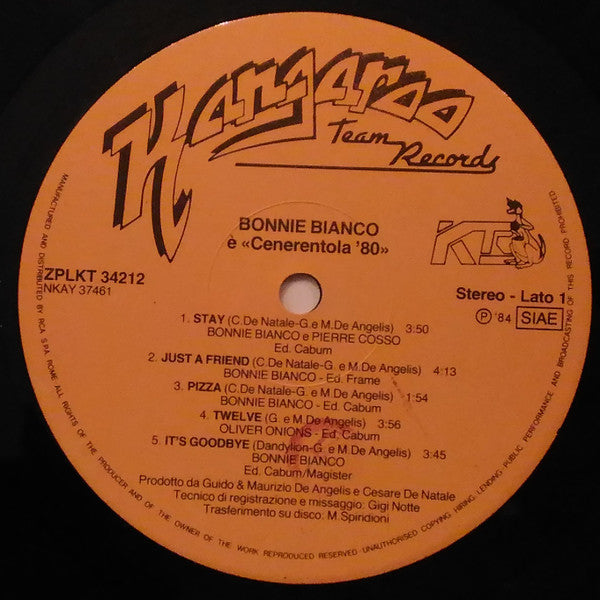 Kangaroo
Team Records
KTR
BONNIE BIANCO
è «Cenerentola '80»
ZPLKT 34212
NKAY 37461
Stereo - Lato 1
℗ '84 SIAE
1. STAY (C.De Natale-G. e M.De Angelis) 3:50
BONNIE BIANCO e PIERRE COSSO
Ed. Cabum
2. JUST A FRIEND (C.De Natale-G. e M.De Angelis) 4:13
BONNIE BIANCO - Ed. Frame
3. PIZZA (C.De Natale-G. e M.De Angelis) 1:54
BONNIE BIANCO - Ed. Cabum
4. TWELVE (G. e M.De Angelis) 3:56
OLIVER ONIONS - Ed. Cabum
5. IT'S GOODBYE (Dandylion-G. e M.De Angelis) 3:45
BONNIE BIANCO
Ed. Cabum/Magister
Prodotto da Guido & Maurizio De Angelis e Cesare De Natale
Tecnico di registrazione e missaggio: Gigi Notte
Trasferimento su disco: M. Spiridioni
MANUFACTURED AND DISTRIBUTED BY RCA S.P.A. ROME ALL RIGHTS OF THE PRODUCER AND OF THE OWNER OF THE WORK REPRODUCED RESERVED · UNAUTHORISED COPYING · HIRING · LENDING · PUBLIC PERFORMANCE AND BROADCASTING OF THIS RECORD PROHIBITED